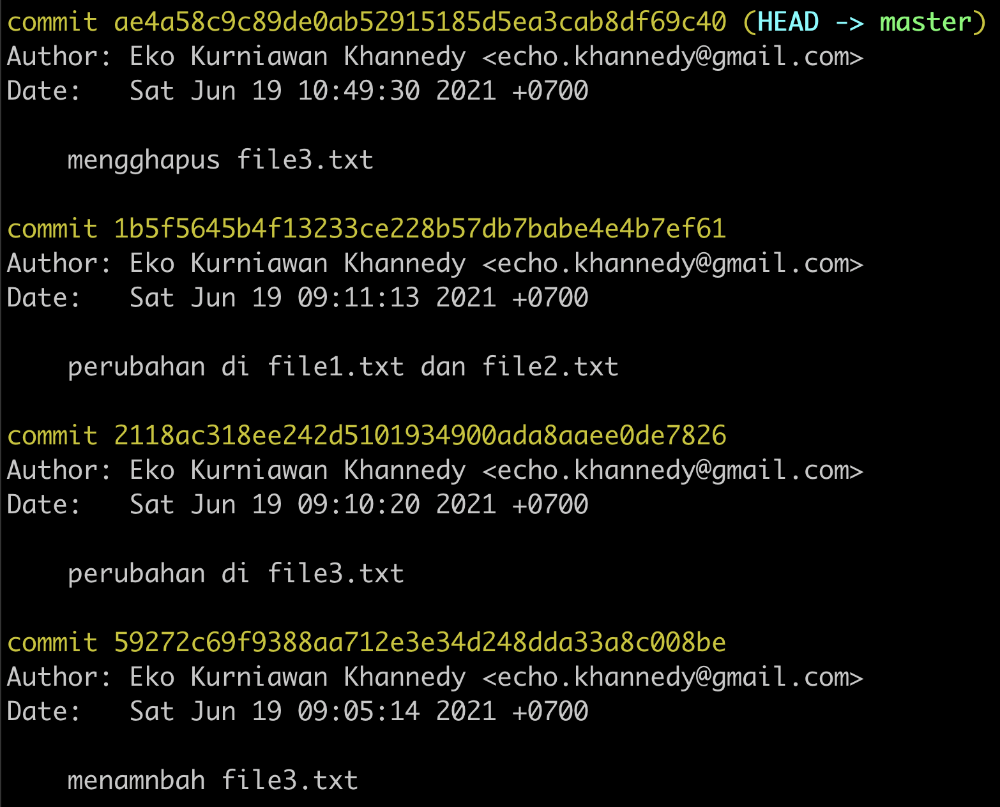 commit ae4a58c9c89de0ab52915185d5ea3cab8df69c40 (HEAD -> master)
Author: Eko Kurniawan Khannedy <echo.khannedy@gmail.com>
Date:   Sat Jun 19 10:49:30 2021 +0700
    mengghapus file3.txt
commit 1b5f5645b4f13233ce228b57db7babe4e4b7ef61
Author: Eko Kurniawan Khannedy <echo.khannedy@gmail.com>
Date:   Sat Jun 19 09:11:13 2021 +0700
    perubahan di file1.txt dan file2.txt
commit 2118ac318ee242d5101934900ada8aaee0de7826
Author: Eko Kurniawan Khannedy <echo.khannedy@gmail.com>
Date:   Sat Jun 19 09:10:20 2021 +0700
    perubahan di file3.txt
commit 59272c69f9388aa712e3e34d248dda33a8c008be
Author: Eko Kurniawan Khannedy <echo.khannedy@gmail.com>
Date:   Sat Jun 19 09:05:14 2021 +0700
    menamnbah file3.txt